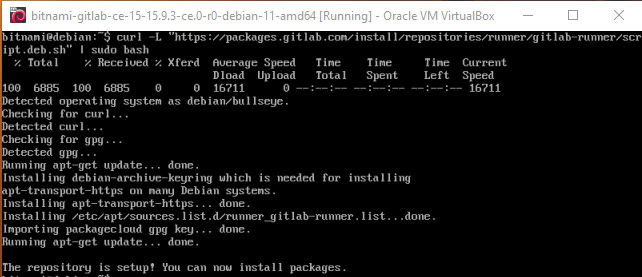 bitnami-gitlab-ce-15-15.9.3-ce.0-r0-debian-11-amd64 [Running] - Oracle VM VirtualBox
bitnami@debian:~$ curl -L "https://packages.gitlab.com/install/repositories/runner/gitlab-runner/scr
ipt.deb.sh" | sudo bash
% Total % Received % Xferd Average Speed Time Time Time Current
Dload Upload Total Spent Left Speed
100 6885 100 6885 0 0 16711 0 --:--:-- --:--:-- --:--:-- 16711
Detected operating system as debian/bullseye.
Checking for curl...
Detected curl...
Checking for gpg...
Detected gpg...
Running apt-get update... done.
Installing debian-archive-keyring which is needed for installing
apt-transport-https on many Debian systems.
Installing apt-transport-https... done.
Installing /etc/apt/sources.list.d/runner_gitlab-runner.list...done.
Importing packagecloud gpg key... done.
Running apt-get update... done.
The repository is setup! You can now install packages.